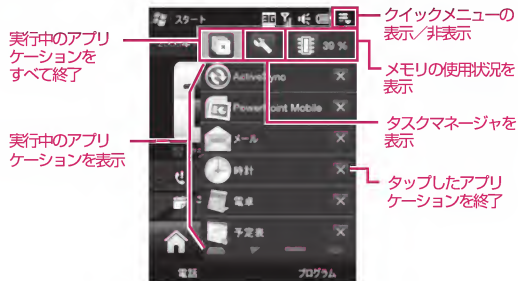 スタート
クイックメニューの
表示／非表示
実行中のアプリ
ケーションを
すべて終了
39 %
メモリの使用状況を
表示
ActiveSync
PowerPoint Mobile
タスクマネージャを
表示
メール
実行中のアプリ
ケーションを表示
時計
タップしたアプリ
ケーションを終了
電卓
予定表
電話
プログラム